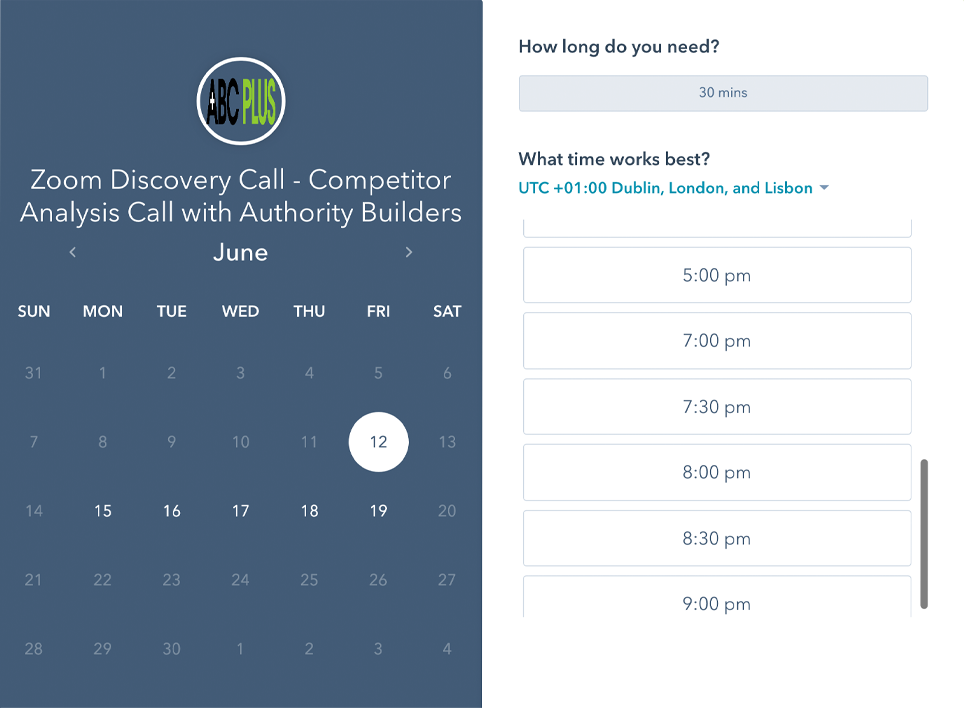 ABC PLUS
Zoom Discovery Call - Competitor
Analysis Call with Authority Builders
June
SUN MON TUE WED THU FRI SAT
31 1 2 3 4 5 6
7 8 9 10 11 12 13
14 15 16 17 18 19 20
21 22 23 24 25 26 27
28 29 30 1 2 3 4
How long do you need?
30 mins
What time works best?
UTC +01:00 Dublin, London, and Lisbon
5:00 pm
7:00 pm
7:30 pm
8:00 pm
8:30 pm
9:00 pm